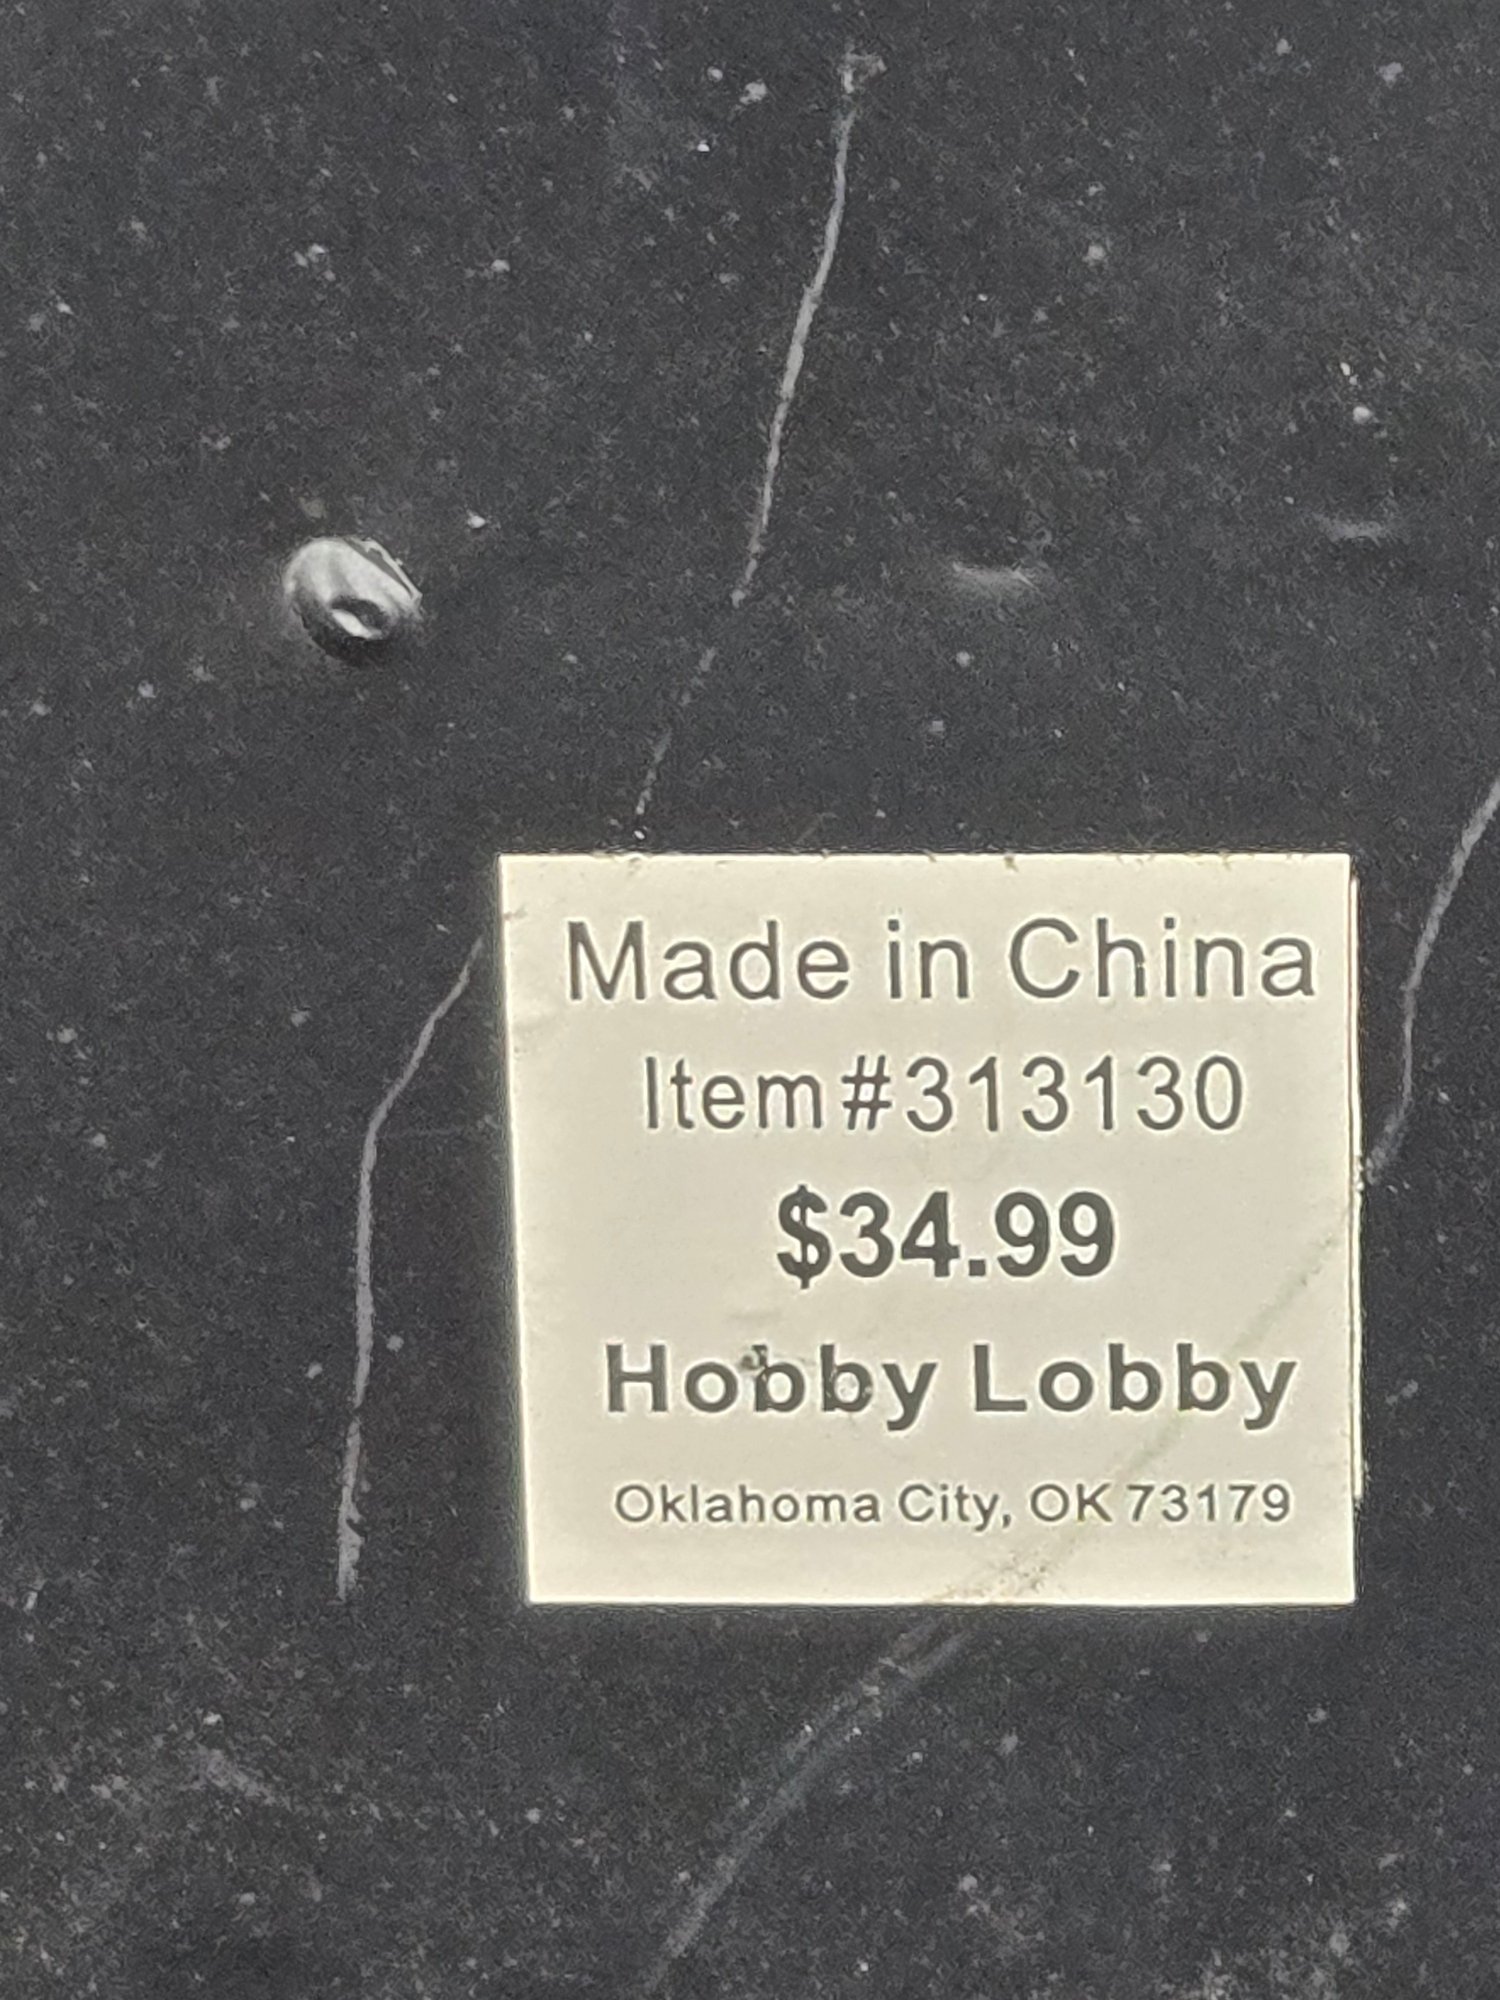 Made in China
Item#313130
$34.99
Hobby Lobby
Oklahoma City, OK 73179